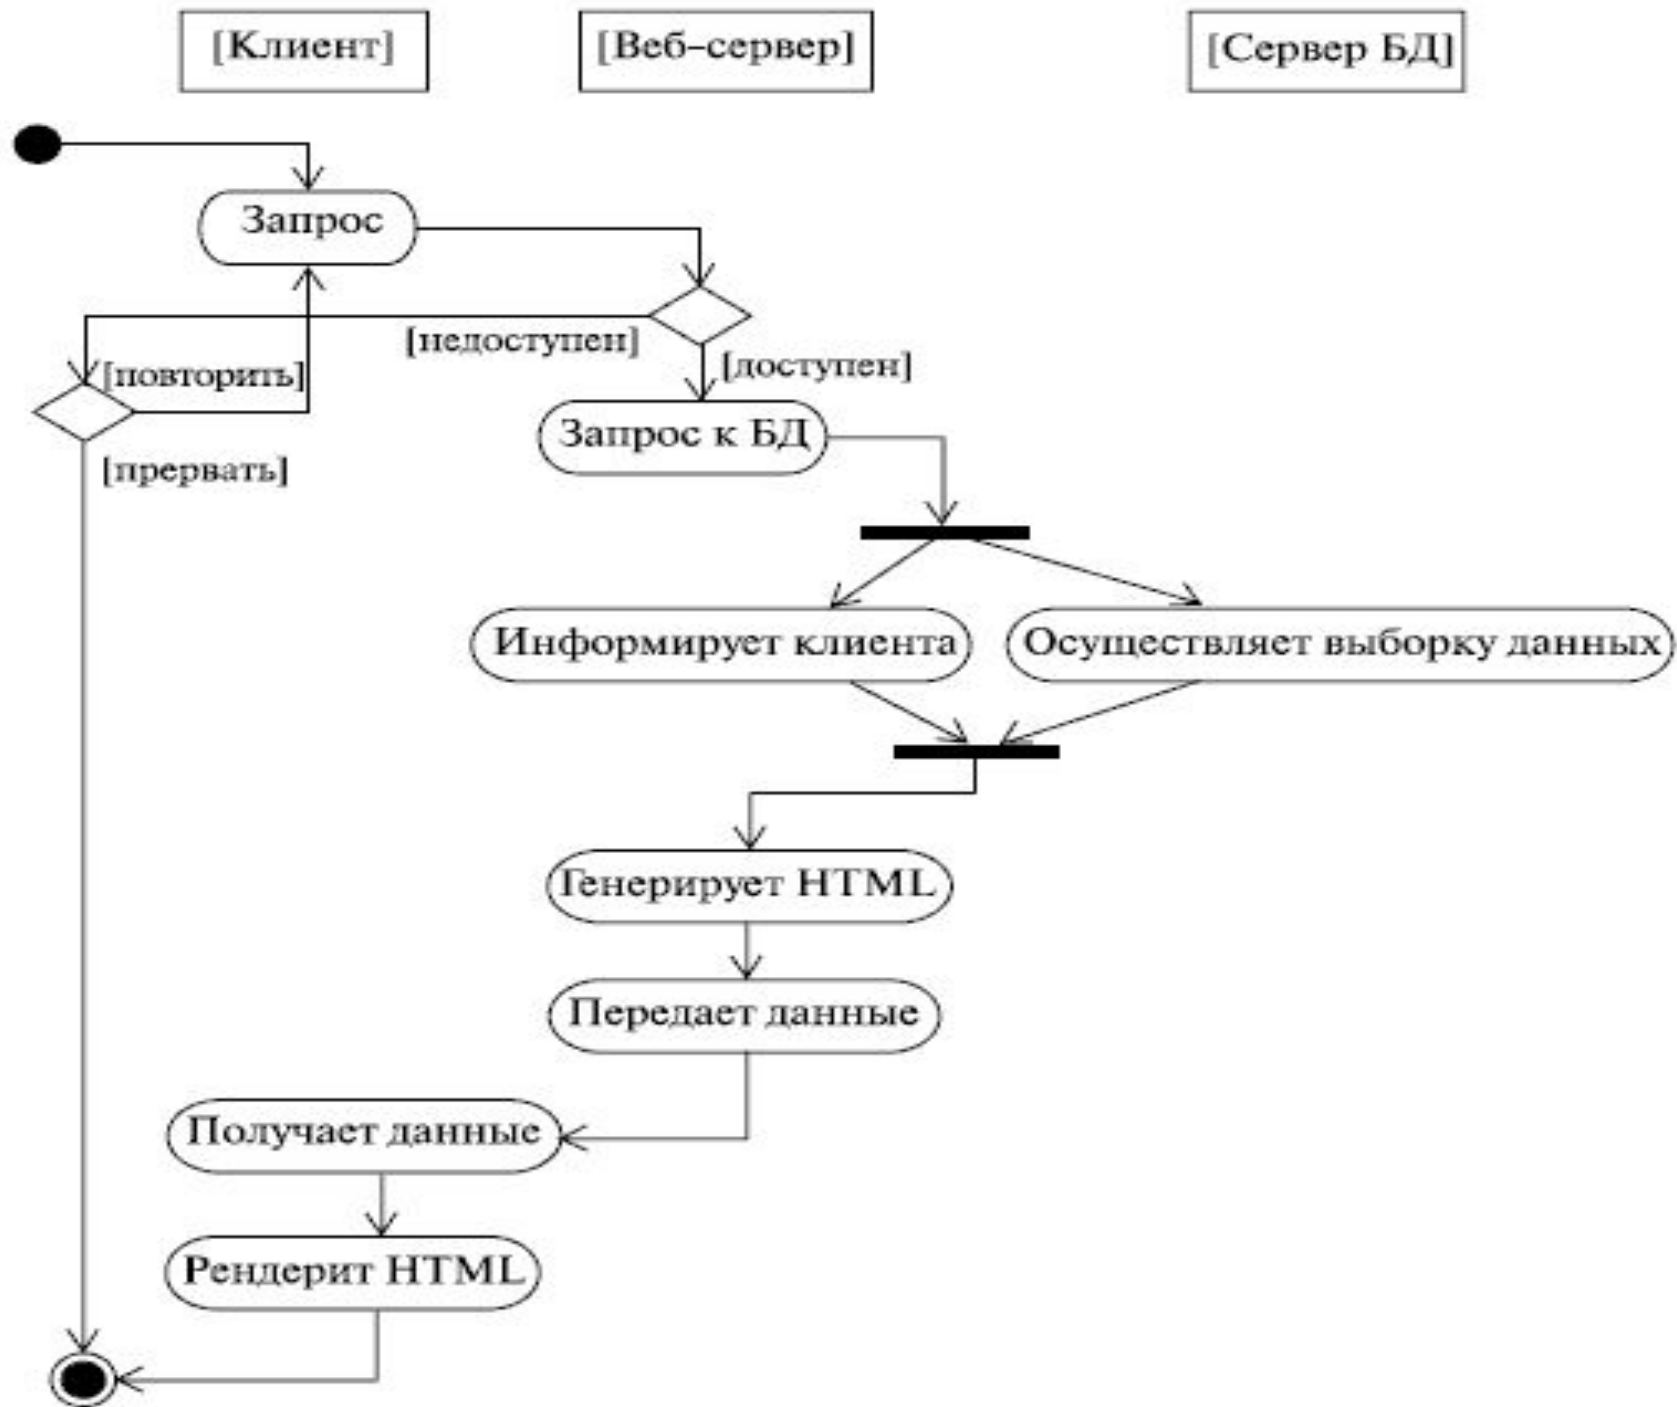 [Клиент]
[Веб-сервер]
[Сервер БД]
Запрос
[недоступен]
[доступен]
[повторить]
Запрос к БД
[прервать]
Информирует клиента
Осуществляет выборку данных
Генерирует HTML
Передает данные
Получает данные
Рендерит HTML